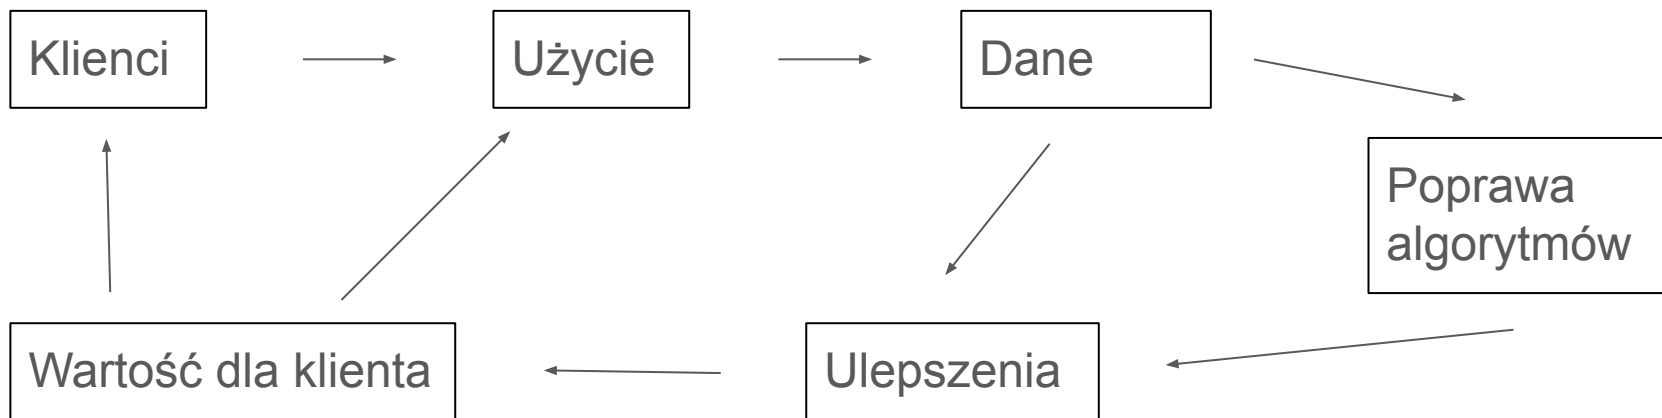 Klienci
Użycie
Dane
Poprawa
algorytmów
Wartość dla klienta
Ulepszenia